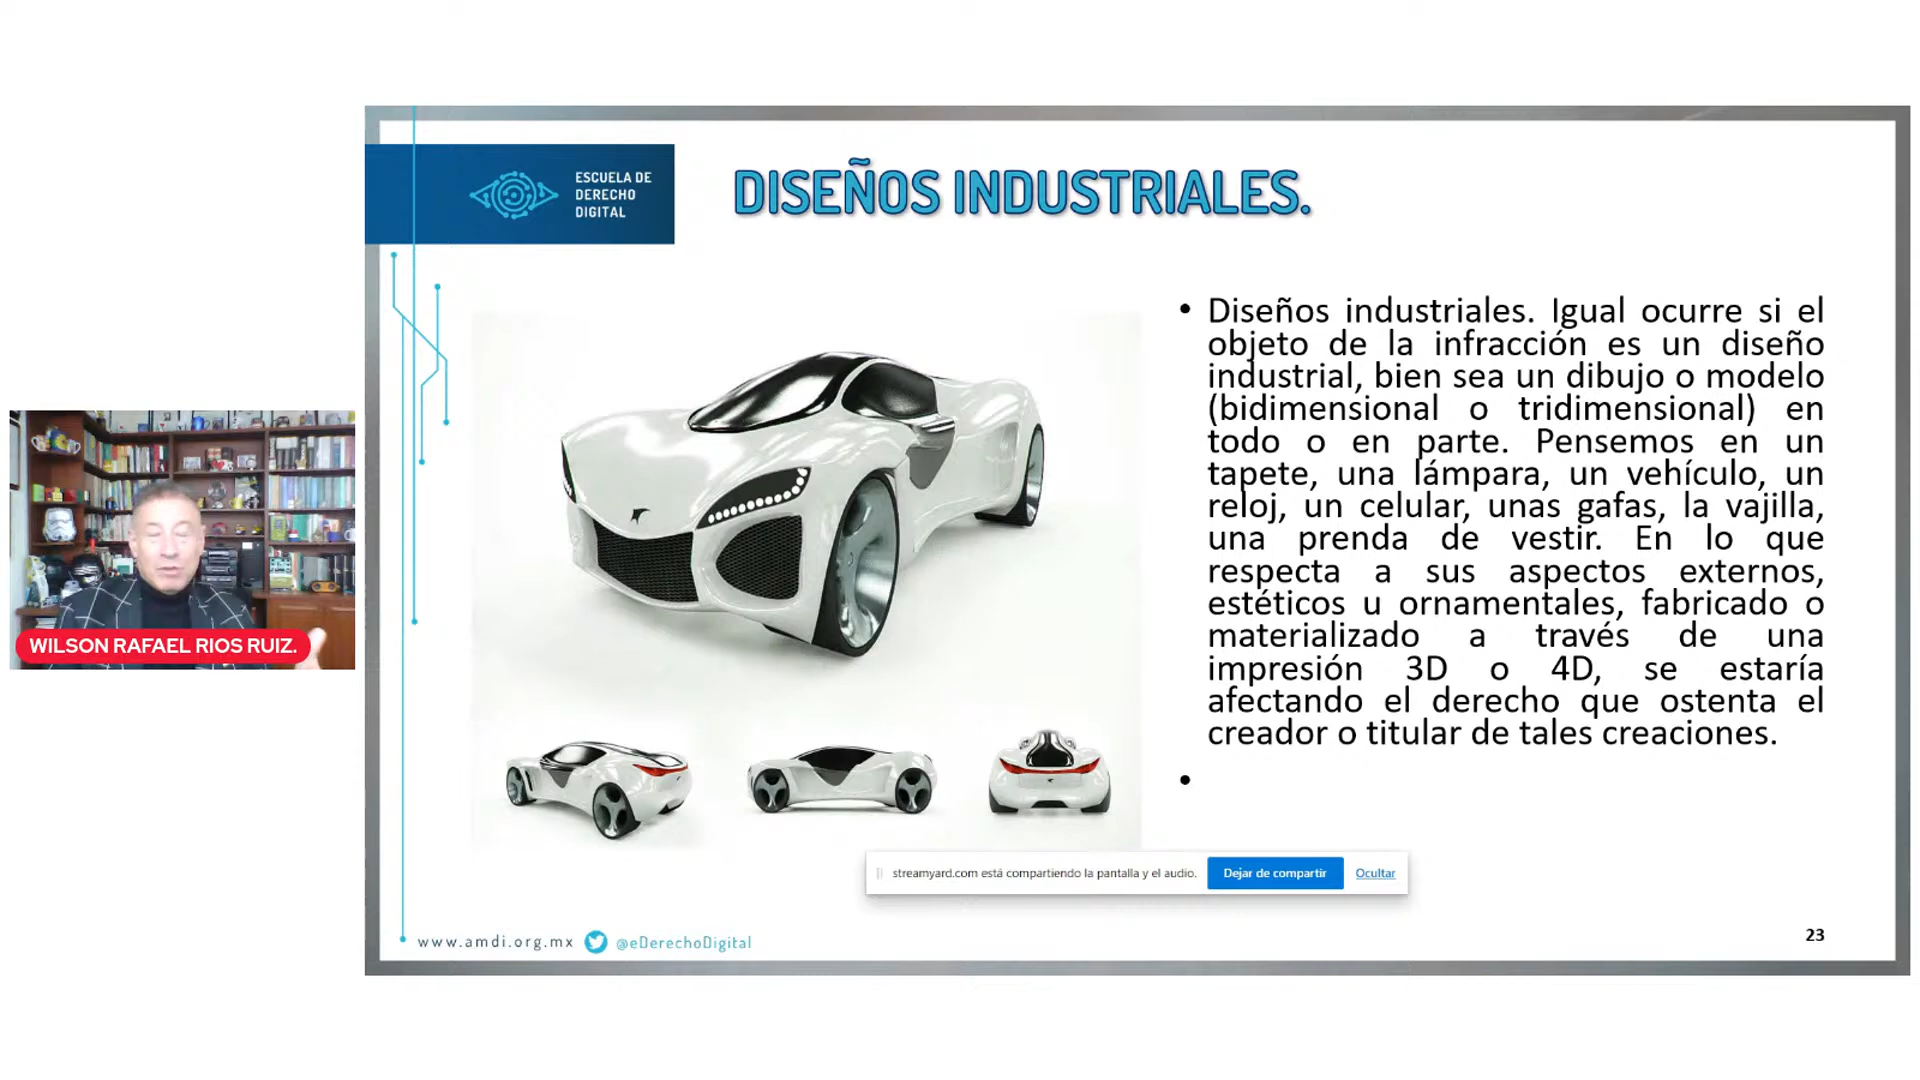 ESCUELA DE
DERECHO
DIGITAL
DISEÑOS INDUSTRIALES.
• Diseños industriales. Igual ocurre si el
objeto de la infracción es un diseño
industrial, bien sea un dibujo o modelo
(bidimensional o tridimensional) en
todo o en parte. Pensemos en un
tapete, una lámpara, un vehículo, un
reloj, un celular, unas gafas, la vajilla,
una prenda de vestir. En lo que
respecta a sus aspectos externos,
estéticos u ornamentales, fabricado o
materializado a través de una
impresión 3D o 4D, se estaría
afectando el derecho que ostenta el
creador o titular de tales creaciones.
•
WILSON RAFAEL RIOS RUIZ.
streamyard.com está compartiendo la pantalla y el audio. Dejar de compartir Ocultar
www.amdi.org.mx @eDerechoDigital
23